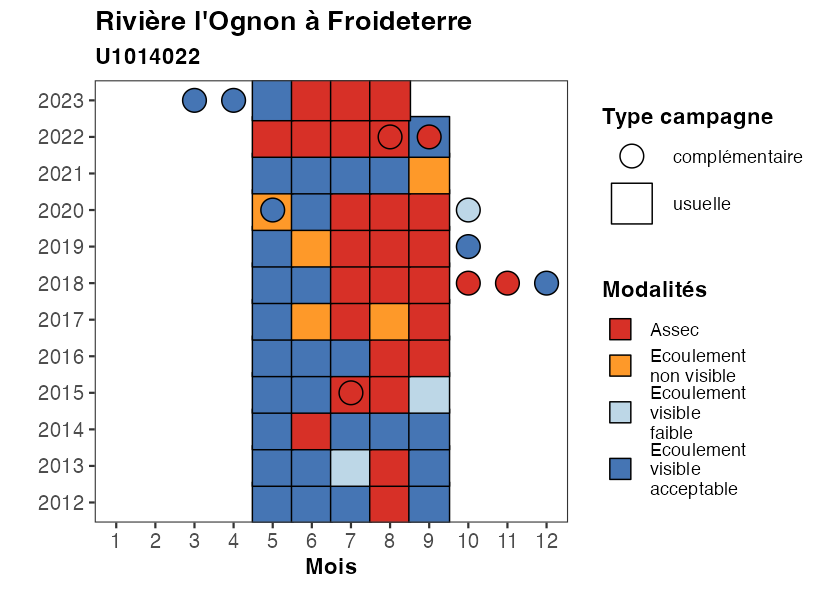 Rivière l'Ognon à Froideterre
U1014022
2023
2022
2021
2020
2019
2018
2017
2016
2015
2014
2013
2012
1 2 3 4 5 6 7 8 9 10 11 12
Mois
Type campagne
complémentaire
usuelle
Modalités
Assec
Ecoulement
non visible
Ecoulement
visible
faible
Ecoulement
visible
acceptable